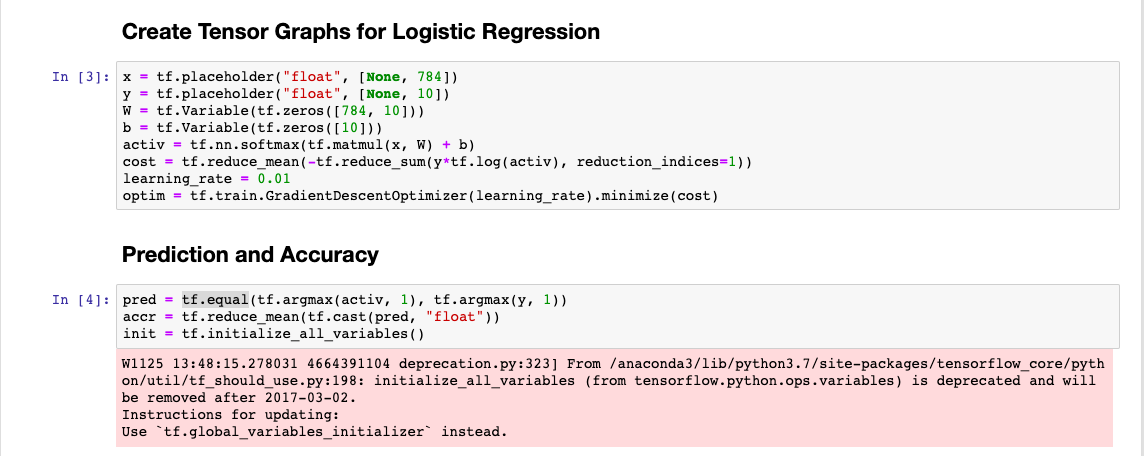 Create Tensor Graphs for Logistic Regression
In [3]: x = tf.placeholder("float", [None, 784])
y = tf.placeholder("float", [None, 10])
W = tf.Variable(tf.zeros([784, 10]))
b = tf.Variable(tf.zeros([10]))
activ = tf.nn.softmax(tf.matmul(x, W) + b)
cost = tf.reduce_mean(-tf.reduce_sum(y*tf.log(activ), reduction_indices=1))
learning_rate = 0.01
optim = tf.train.GradientDescentOptimizer(learning_rate).minimize(cost)
Prediction and Accuracy
In [4]: pred = tf.equal(tf.argmax(activ, 1), tf.argmax(y, 1))
accr = tf.reduce_mean(tf.cast(pred, "float"))
init = tf.initialize_all_variables()
W1125 13:48:15.278031 4664391104 deprecation.py:323] From /anaconda3/lib/python3.7/site-packages/tensorflow_core/pyth
on/util/tf_should_use.py:198: initialize_all_variables (from tensorflow.python.ops.variables) is deprecated and will
be removed after 2017-03-02.
Instructions for updating:
Use `tf.global_variables_initializer` instead.